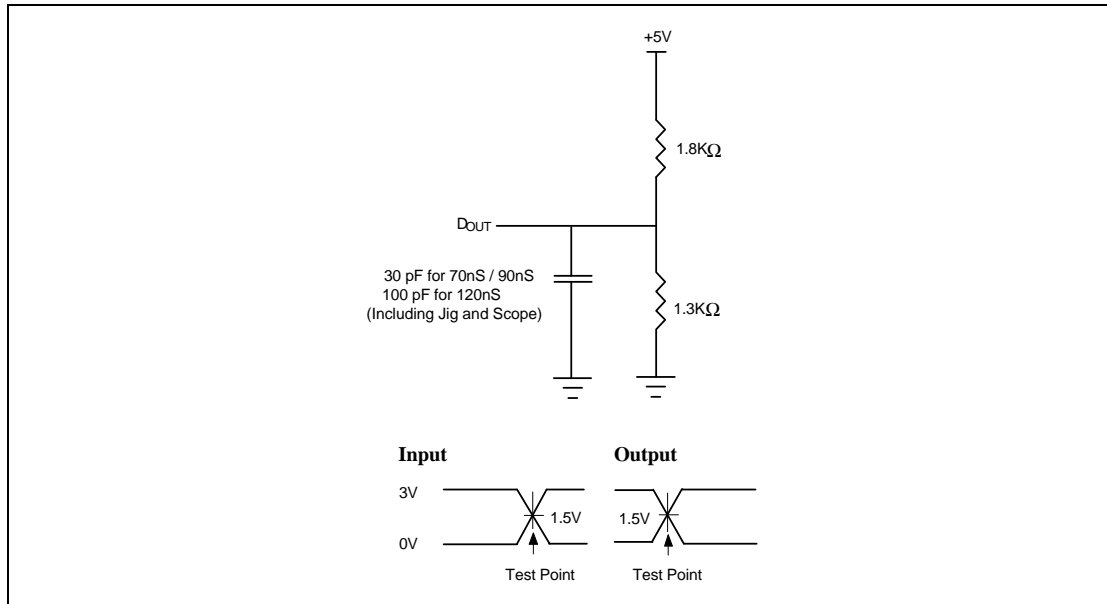 +5V
1.8KΩ
DOUT
30 pF for 70nS / 90nS
100 pF for 120nS
(Including Jig and Scope)
1.3KΩ
Input
Output
3V
1.5V
1.5V
0V
Test Point
Test Point